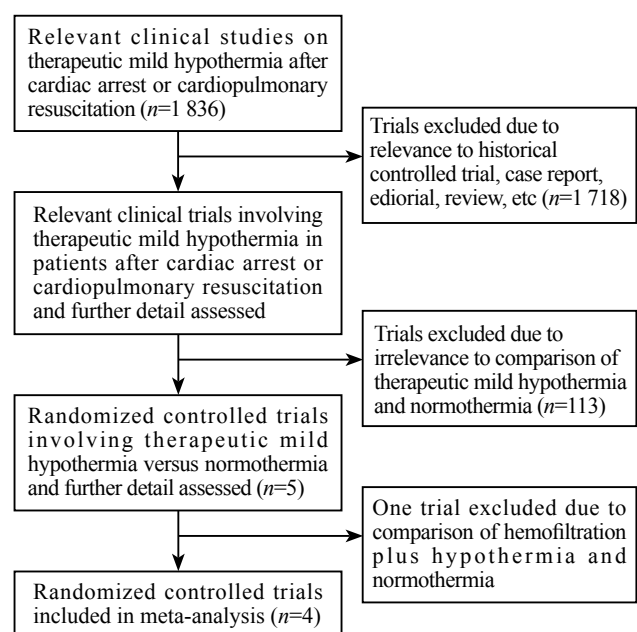 Relevant clinical studies on
therapeutic mild hypothermia after
cardiac arrest or cardiopulmonary
resuscitation (n=1 836)
Trials excluded due to
relevance to historical
controlled trial, case report,
ediorial, review, etc (n=1 718)
Relevant clinical trials involving
therapeutic mild hypothermia in
patients after cardiac arrest or
cardiopulmonary resuscitation
and further detail assessed
Trials excluded due to
irrelevance to comparison of
therapeutic mild hypothermia
and normothermia (n=113)
Randomized controlled trials
involving therapeutic mild
hypothermia versus normothermia
and further detail assessed (n=5)
One trial excluded due to
comparison of hemofiltration
plus hypothermia and
normothermia
Randomized controlled trials
included in meta-analysis (n=4)